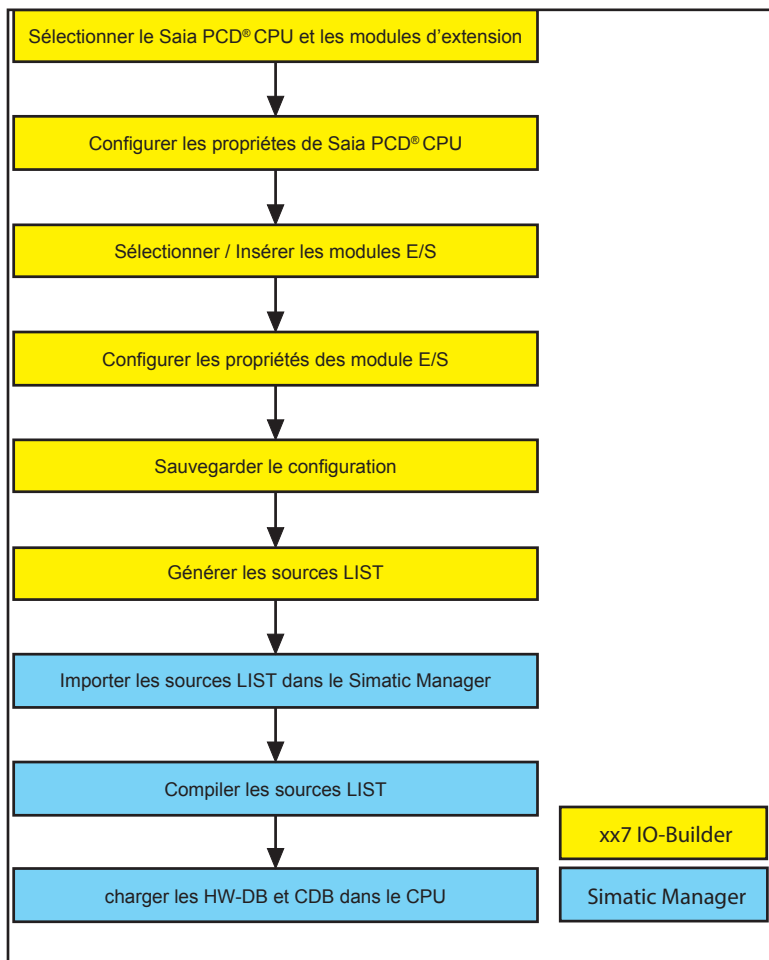 Sélectionner le Saia PCD® CPU et les modules d'extension
Configurer les propriétes de Saia PCD® CPU
Sélectionner / Insérer les modules E/S
Configurer les propriétés des module E/S
Sauvegarder le configuration
Générer les sources LIST
Importer les sources LIST dans le Simatic Manager
Compiler les sources LIST
charger les HW-DB et CDB dans le CPU
xx7 IO-Builder
Simatic Manager